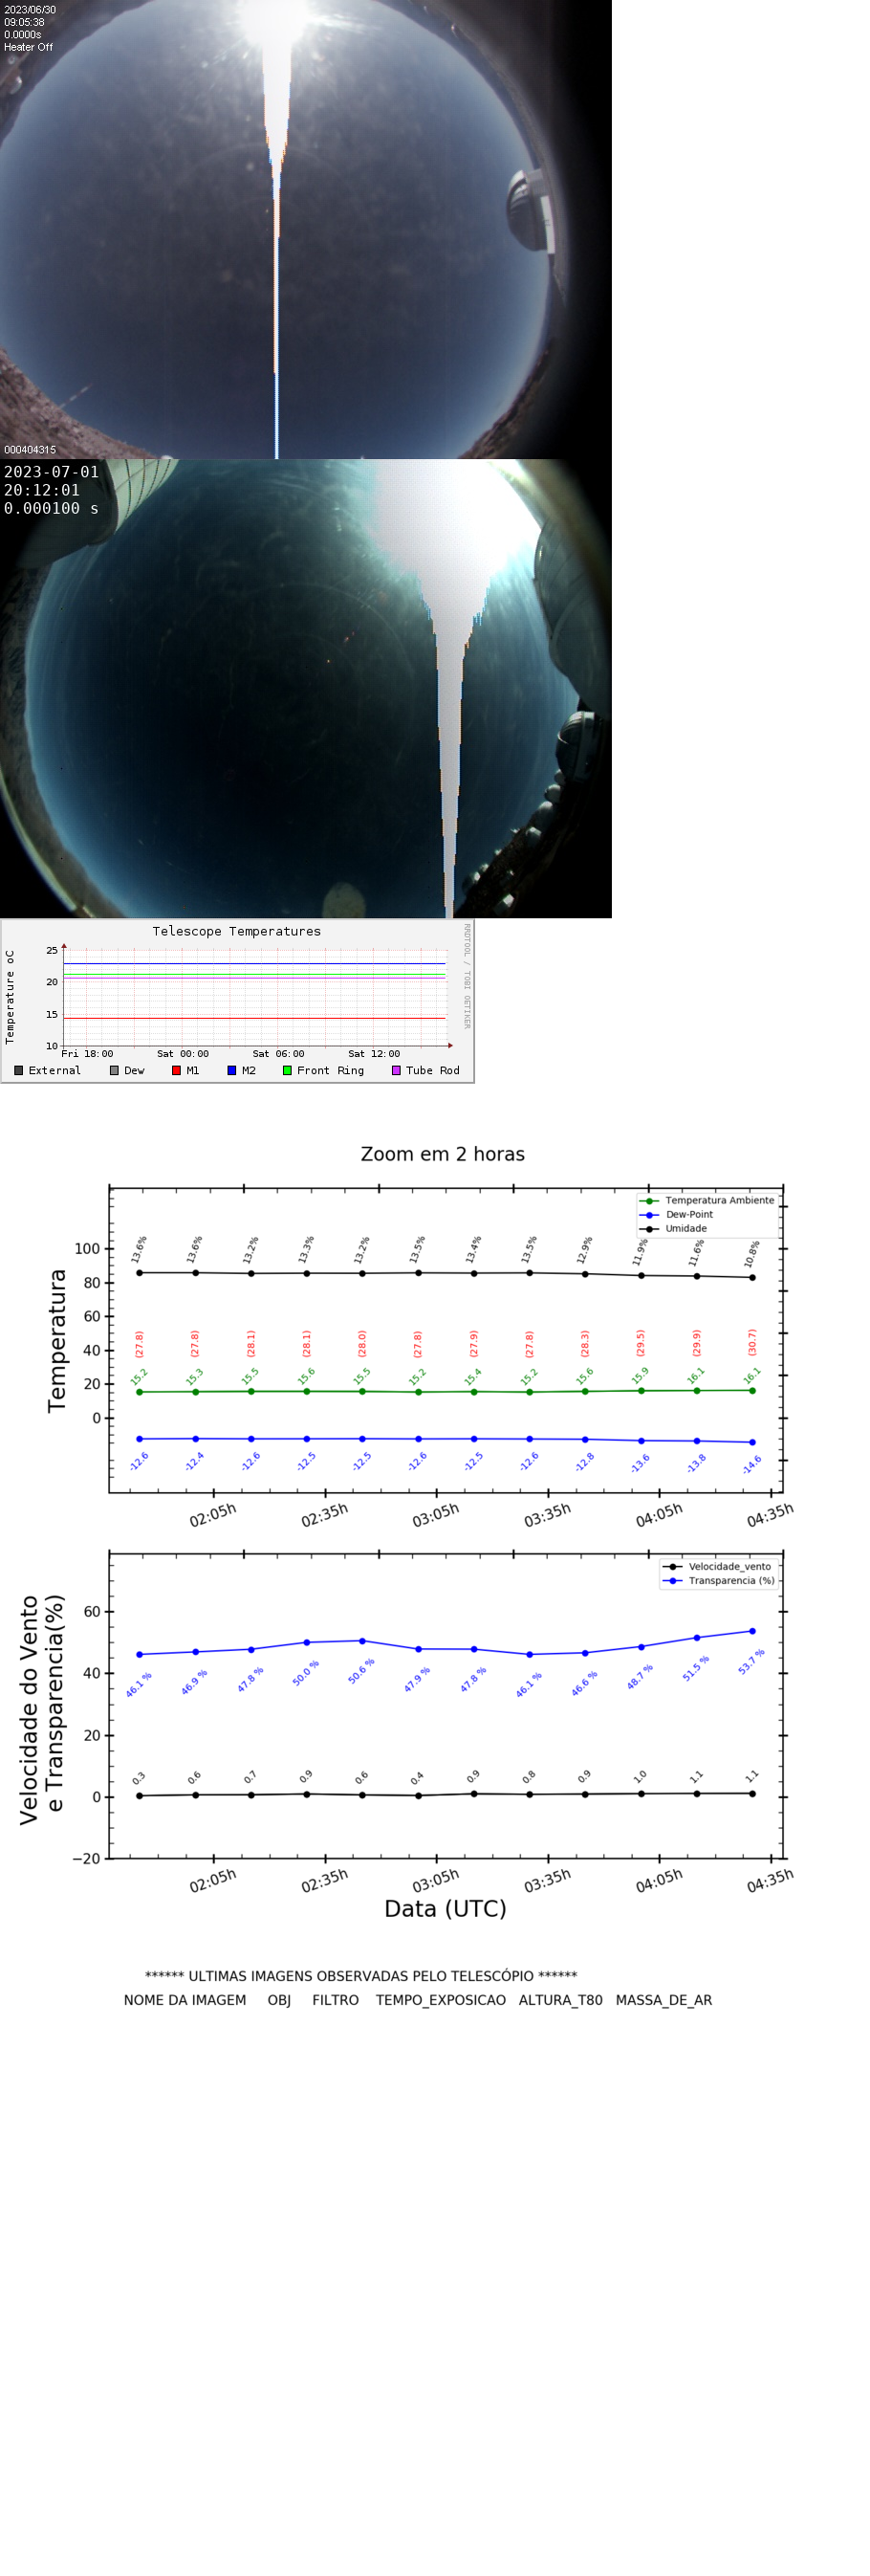 2023/06/30
09:05:38
0.0000s
Heater Off
000404315
2023-07-01
20:12:01
0.000100 s
Telescope Temperatures
RRDTOOL / TOBI OETIKER
Temperature oC
25
20
15
10
Fri 18:00 Sat 00:00 Sat 06:00 Sat 12:00
External Dew M1 M2 Front Ring Tube Rod
Zoom em 2 horas
Temperatura Ambiente
Dew-Point
Umidade
Temperatura
100
80
60
40
20
0
13.6% 13.6% 13.2% 13.3% 13.2% 13.5% 13.4% 13.5% 12.9% 11.9% 11.6% 10.8%
(27.8) (27.8) (28.1) (28.1) (28.0) (27.8) (27.9) (27.8) (28.3) (29.5) (29.9) (30.7)
15.2 15.3 15.5 15.6 15.5 15.2 15.4 15.2 15.6 15.9 16.1 16.1
-12.6 -12.4 -12.6 -12.5 -12.5 -12.6 -12.5 -12.6 -12.8 -13.6 -13.8 -14.6
02:05h 02:35h 03:05h 03:35h 04:05h 04:35h
Velocidade_vento
Transparencia (%)
Velocidade do Vento
e Transparencia(%)
60
40
20
0
−20
46.1 % 46.9 % 47.8 % 50.0 % 50.6 % 47.9 % 47.8 % 46.1 % 46.6 % 48.7 % 51.5 % 53.7 %
0.3 0.6 0.7 0.9 0.6 0.4 0.9 0.8 0.9 1.0 1.1 1.1
02:05h 02:35h 03:05h 03:35h 04:05h 04:35h
Data (UTC)
****** ULTIMAS IMAGENS OBSERVADAS PELO TELESCÓPIO ******
NOME DA IMAGEM OBJ FILTRO TEMPO_EXPOSICAO ALTURA_T80 MASSA_DE_AR